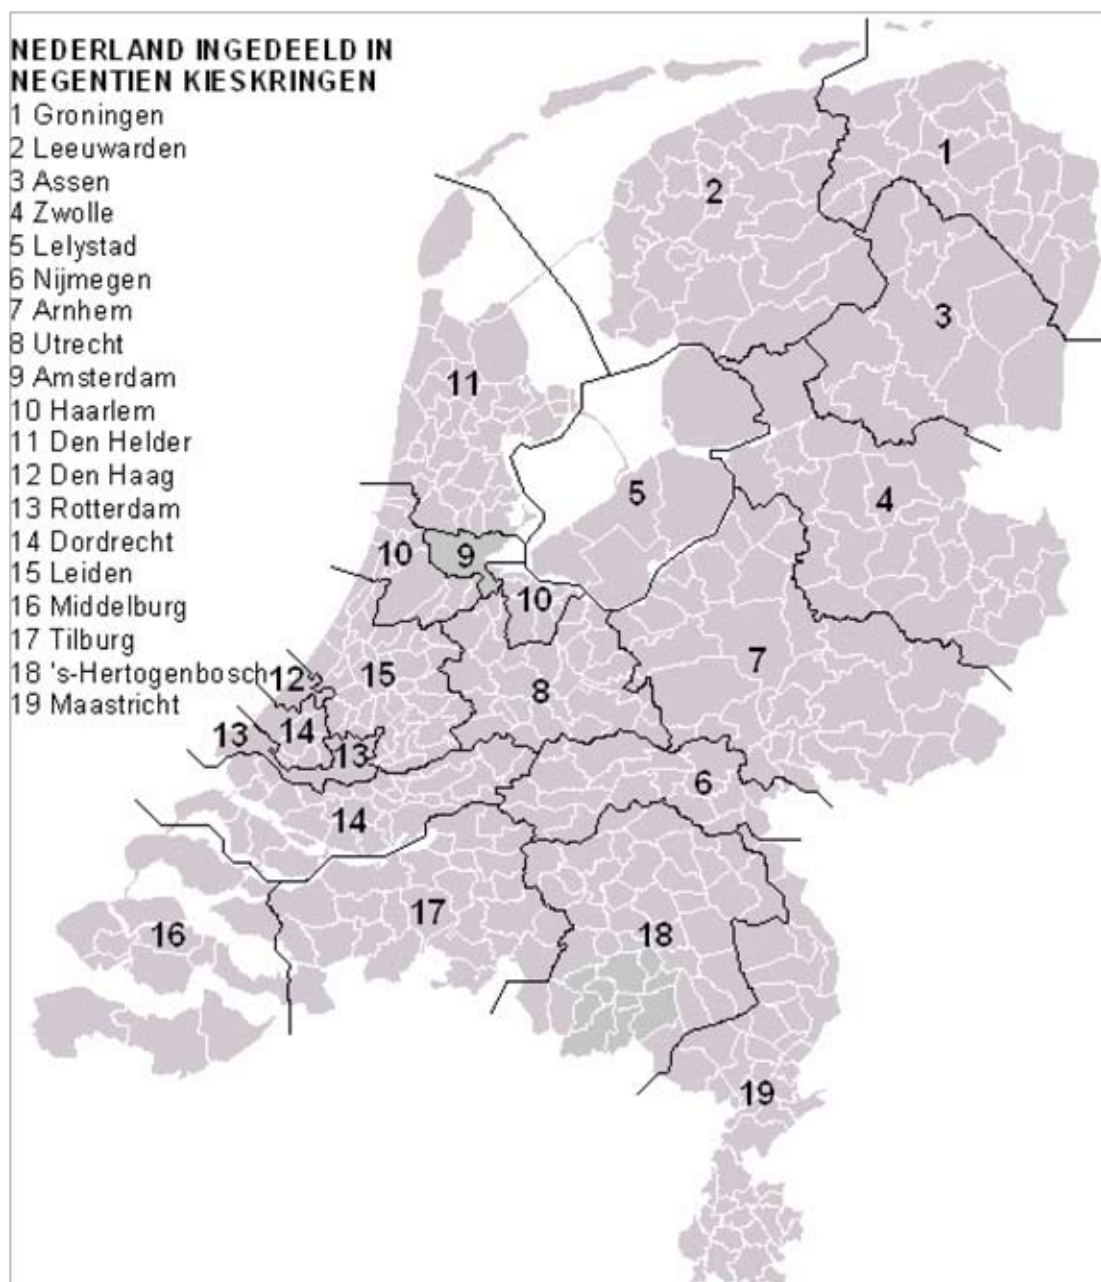 NEDERLAND INGEDEELD IN
NEGENTIEN KIESKRINGEN
1 Groningen
2 Leeuwarden
3 Assen
4 Zwolle
5 Lelystad
6 Nijmegen
7 Arnhem
8 Utrecht
9 Amsterdam
10 Haarlem
11 Den Helder
12 Den Haag
13 Rotterdam
14 Dordrecht
15 Leiden
16 Middelburg
17 Tilburg
18 's-Hertogenbosch
19 Maastricht
1
2
3
11
4
5
10
9
10
7
15
12
8
14
13
13
6
14
17
16
18
19